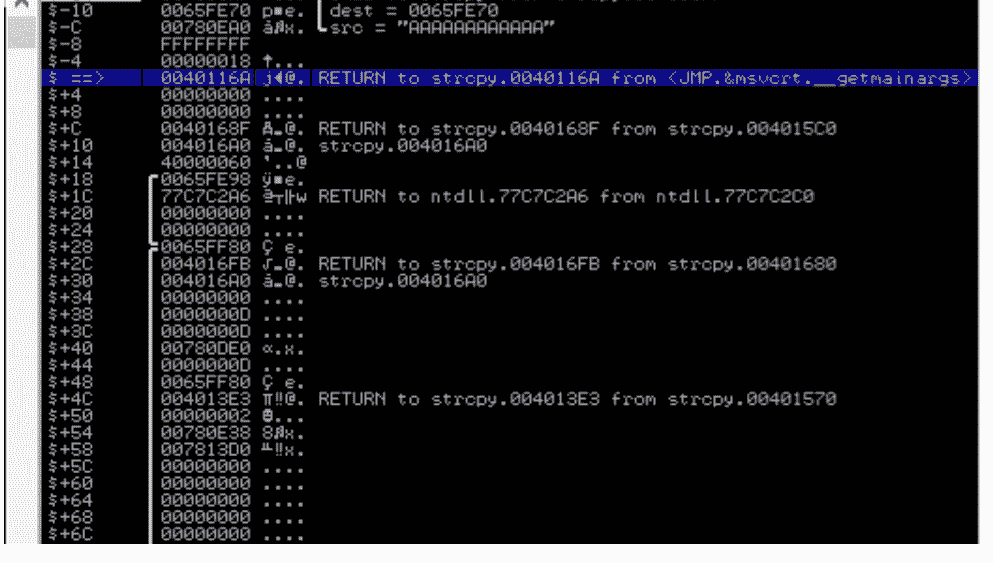 $-10 0065FE70 p■e. dest = 0065FE70
$-C 00780EA0 áx. src = "AAAAAAAAAAAAA"
$-8 FFFFFFFF
$-4 00000018 ↑...
$ ==> 0040116A j◄@. RETURN to strcpy.0040116A from <JMP.&msvcrt.__getmainargs>
$+4 00000000 ....
$+8 00000000 ....
$+C 0040168F RETURN to strcpy.0040168F from strcpy.004015C0
$+10 004016A0 á▬@. strcpy.004016A0
$+14 40000060 `..@
$+18 0065FE98 ÿ■e.
$+1C 77C7C2A6 ª┬╟w RETURN to ntdll.77C7C2A6 from ntdll.77C7C2C0
$+20 00000000 ....
$+24 00000000 ....
$+28 0065FF80 Ç e.
$+2C 004016FB √▬@. RETURN to strcpy.004016FB from strcpy.00401680
$+30 004016A0 á▬@. strcpy.004016A0
$+34 00000000 ....
$+38 0000000D ....
$+3C 0000000D ....
$+40 00780DE0 α.x.
$+44 0000000D ....
$+48 0065FF80 Ç e.
$+4C 004013E3 π‼@. RETURN to strcpy.004013E3 from strcpy.00401570
$+50 00000002 ☻...
$+54 00780E38 8♫x.
$+58 007813D0 ╨‼x.
$+5C 00000000 ....
$+60 00000000 ....
$+64 00000000 ....
$+68 00000000 ....
$+6C 00000000 ....